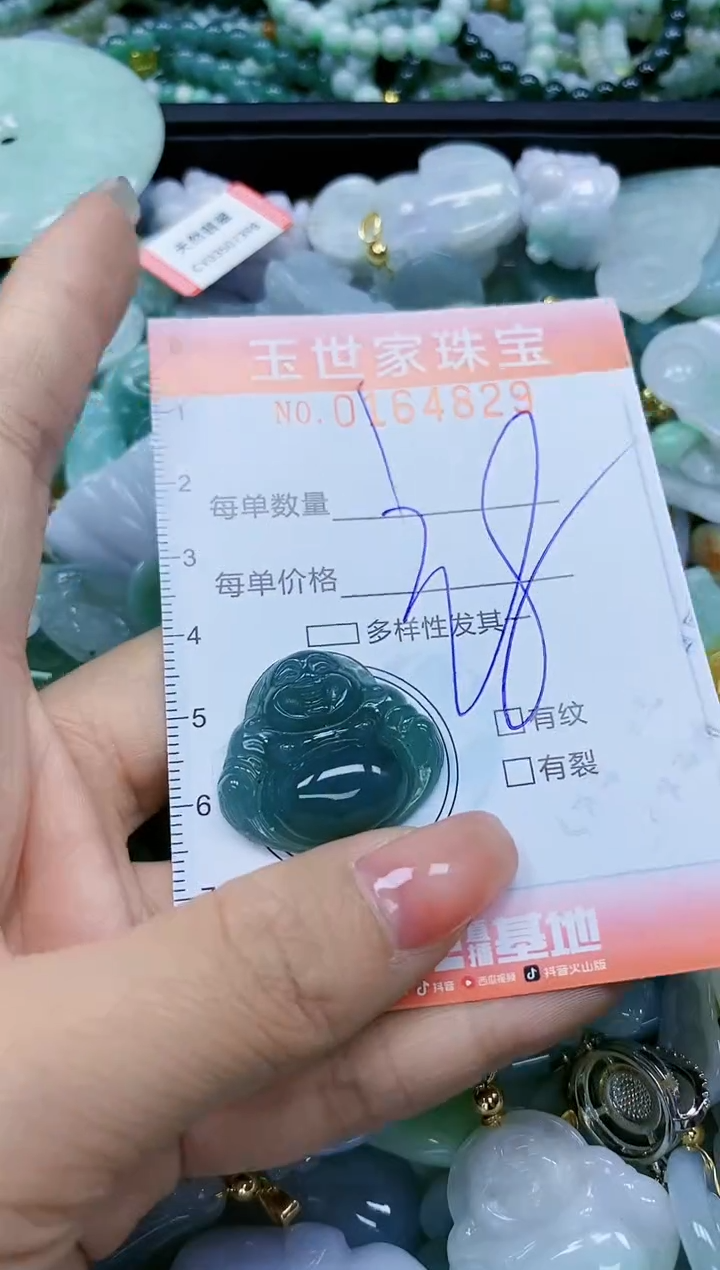 天然翡翠
玉世家珠宝
NO.0164829
1
2
每单数量
3
每单价格
4
多样性发其一
5
有纹
有裂
6
基地
抖音 西瓜视频 抖音火山版